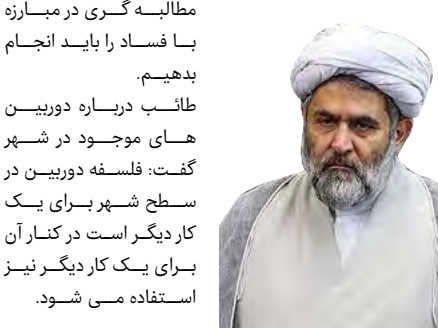 مطالبه گری در مبارزه
با فساد را باید انجام
بدهیم.
طائب درباره دوربین
های موجود در شهر
گفت: فلسفه دوربین در
سطح شهر برای یک
کار دیگر است در کنار آن
برای یک کار دیگر نیز
استفاده می شود.